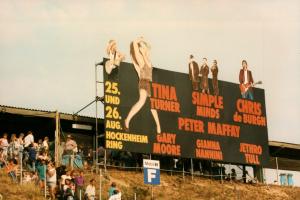 25.
UND
26.
AUG.
HOCKENHEIM
RING
TINA
TURNER
SIMPLE
MINDS
CHRIS
de BURGH
PETER MAFFAY
GARY
MOORE
GIANNA
NANNINI
JETHRO
TULL
F